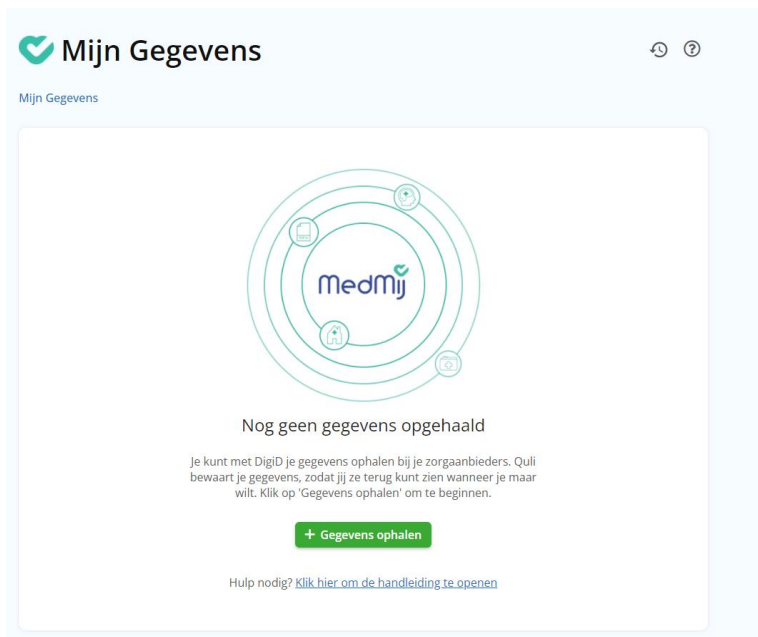 Mijn Gegevens
Mijn Gegevens
MedMij
Nog geen gegevens opgehaald
Je kunt met DigiD je gegevens ophalen bij je zorgaanbieders. Quli
bewaart je gegevens, zodat jij ze terug kunt zien wanneer je maar
wilt. Klik op 'Gegevens ophalen' om te beginnen.
+ Gegevens ophalen
Hulp nodig? Klik hier om de handleiding te openen